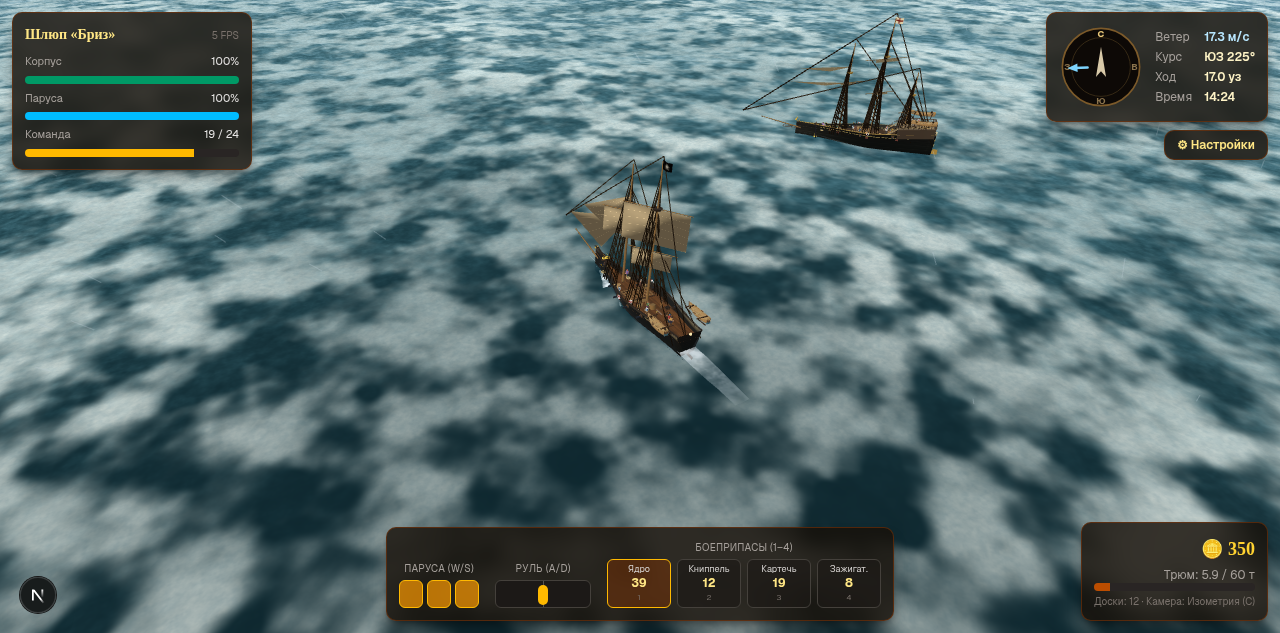 Шлюп «Бриз» 5 FPS
Корпус 100%
Паруса 100%
Команда 19 / 24
С
З В
Ю
Ветер 17.3 м/с
Курс ЮЗ 225°
Ход 17.0 уз
Время 14:24
⚙ Настройки
ПАРУСА (W/S)
РУЛЬ (A/D)
БОЕПРИПАСЫ (1–4)
Ядро
39
1
Книппель
12
2
Картечь
19
3
Зажигат.
8
4
350
Трюм: 5.9 / 60 т
Доски: 12 · Камера: Изометрия (C)
N